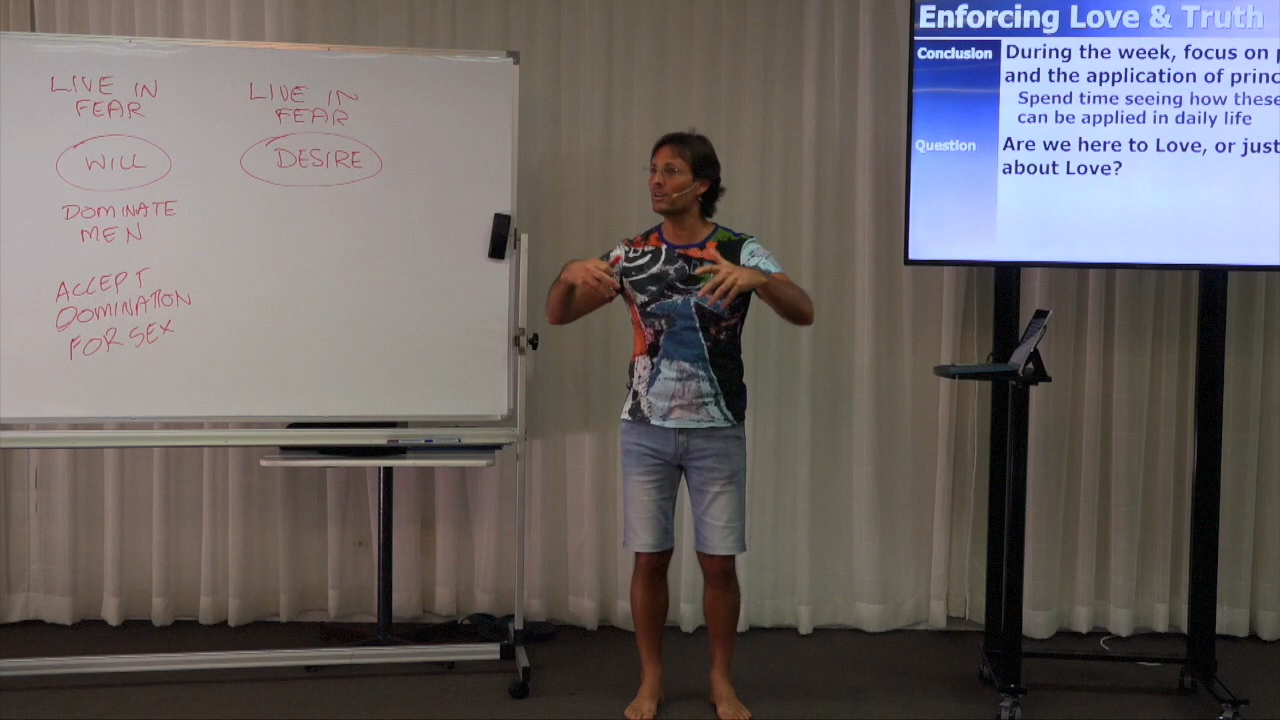 LIVE IN
FEAR
WILL
DOMINATE
MEN
ACCEPT
DOMINATION
FOR SEX
LIVE IN
FEAR
DESIRE
Enforcing Love & Truth
Conclusion
During the week, focus on
and the application of princ
Spend time seeing how these
can be applied in daily life
Question
Are we here to Love, or just
about Love?